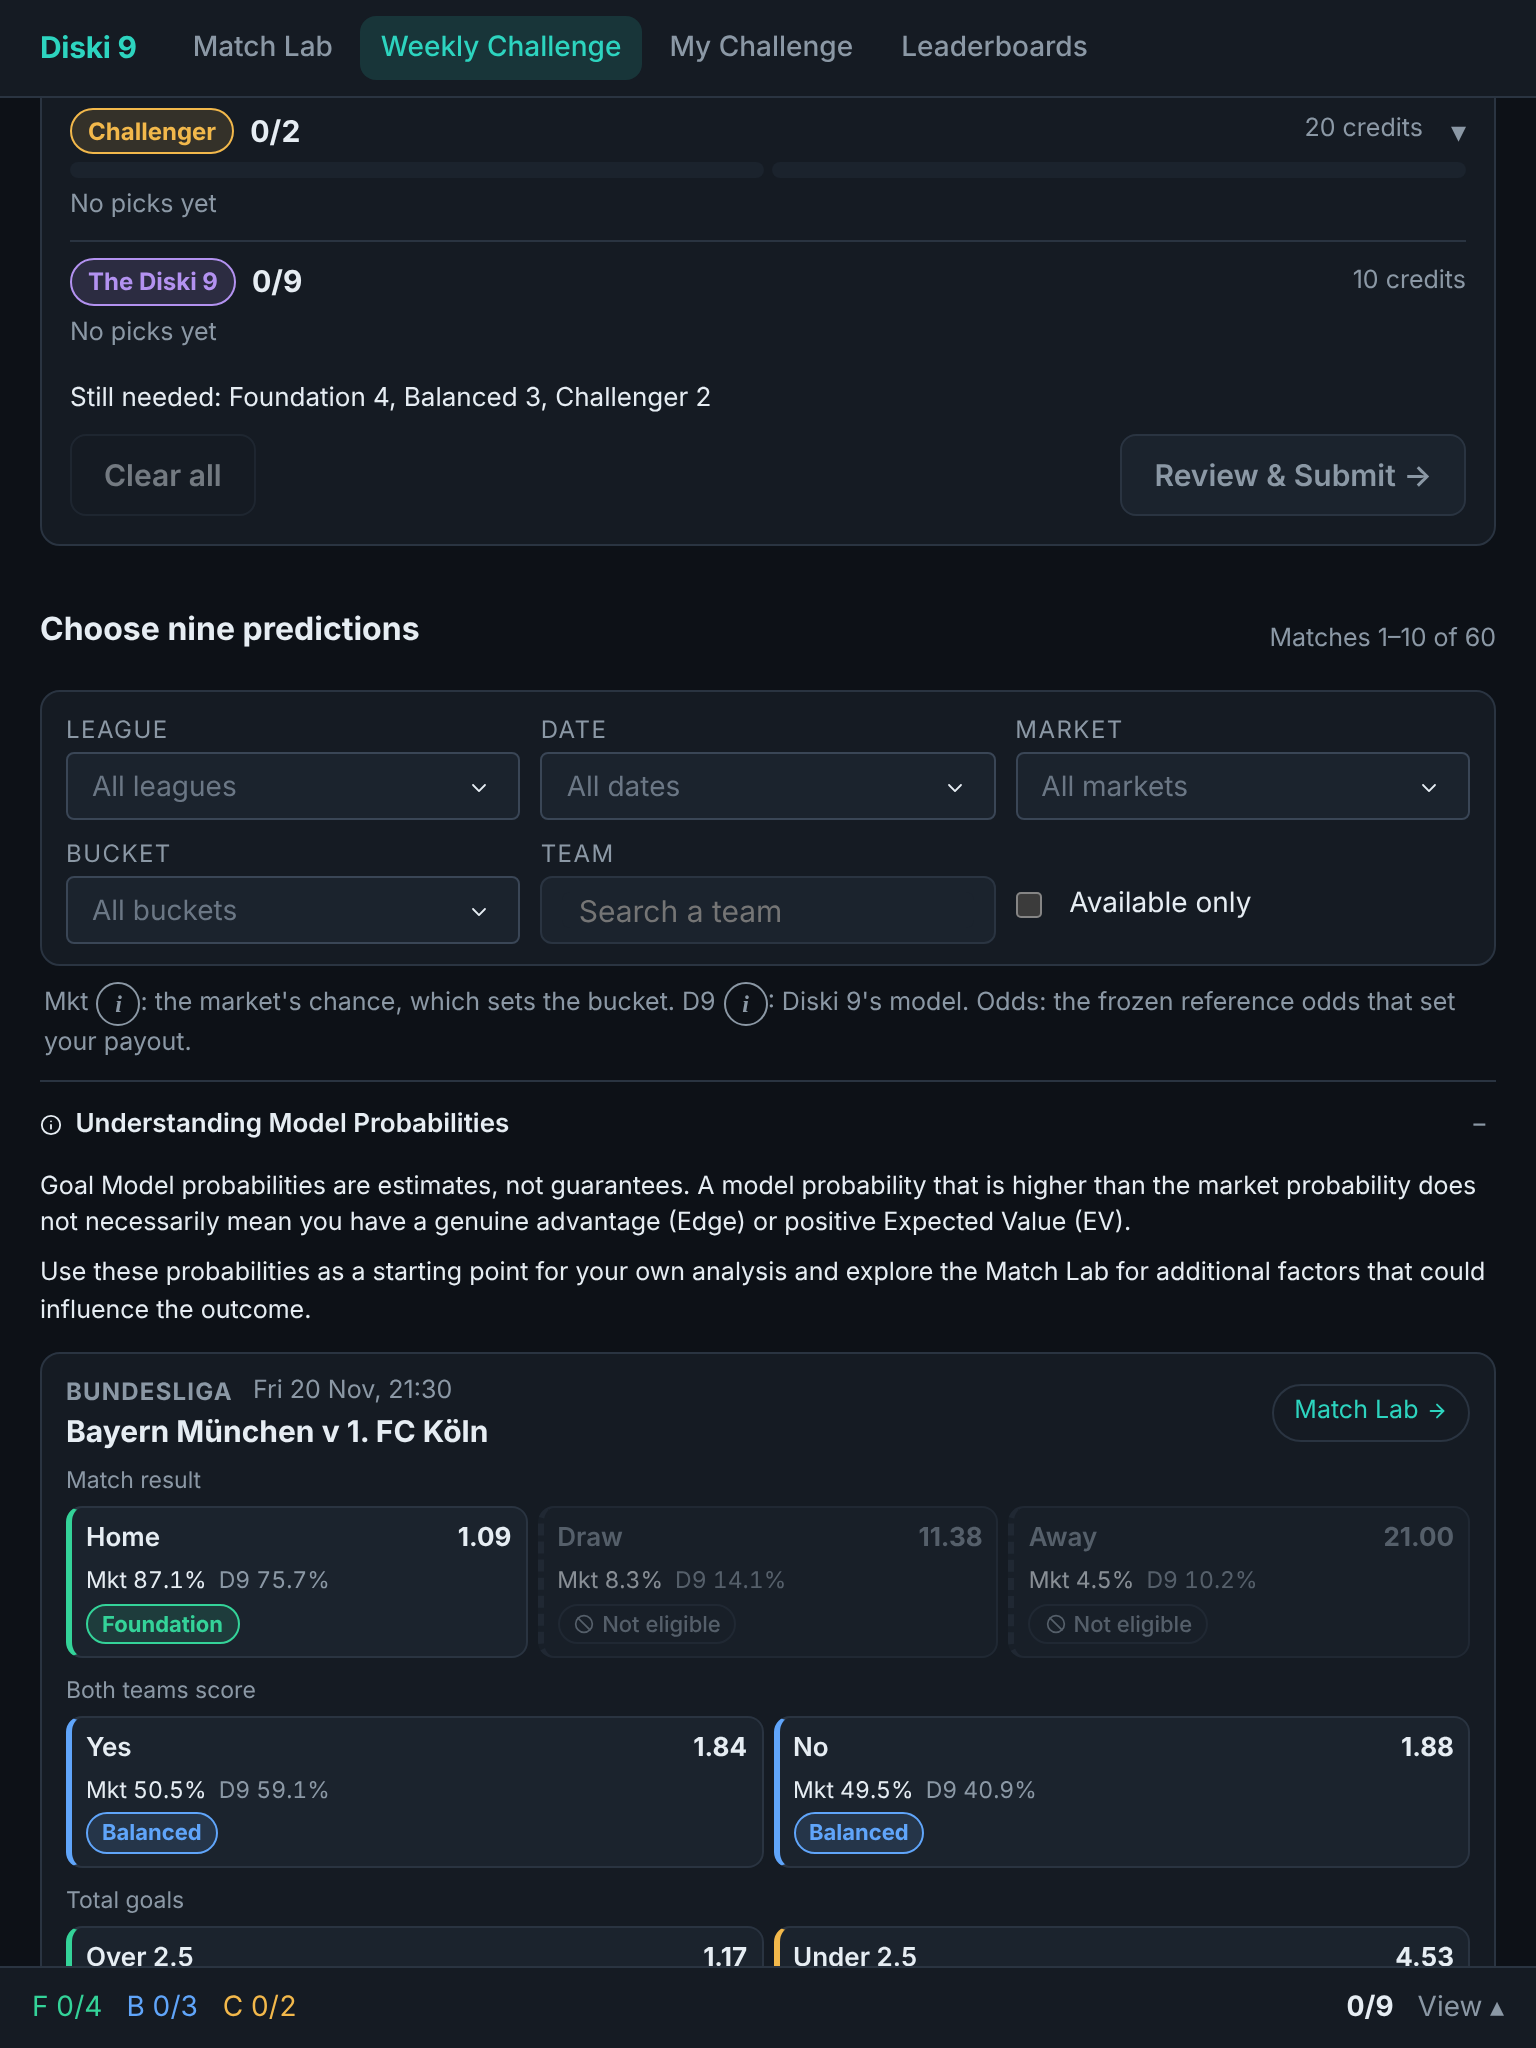 Diski 9 Match Lab Weekly Challenge My Challenge Leaderboards
Challenger 0/2 20 credits ▼
No picks yet
The Diski 9 0/9 10 credits
No picks yet
Still needed: Foundation 4, Balanced 3, Challenger 2
Clear all Review & Submit →
Choose nine predictions Matches 1–10 of 60
LEAGUE DATE MARKET
All leagues All dates All markets
BUCKET TEAM
All buckets Search a team Available only
Mkt i: the market's chance, which sets the bucket. D9 i: Diski 9's model. Odds: the frozen reference odds that set
your payout.
Understanding Model Probabilities –
Goal Model probabilities are estimates, not guarantees. A model probability that is higher than the market probability does
not necessarily mean you have a genuine advantage (Edge) or positive Expected Value (EV).
Use these probabilities as a starting point for your own analysis and explore the Match Lab for additional factors that could
influence the outcome.
BUNDESLIGA Fri 20 Nov, 21:30
Bayern München v 1. FC Köln Match Lab →
Match result
Home 1.09 Draw 11.38 Away 21.00
Mkt 87.1% D9 75.7% Mkt 8.3% D9 14.1% Mkt 4.5% D9 10.2%
Foundation Not eligible Not eligible
Both teams score
Yes 1.84 No 1.88
Mkt 50.5% D9 59.1% Mkt 49.5% D9 40.9%
Balanced Balanced
Total goals
Over 2.5 1.17 Under 2.5 4.53
F 0/4 B 0/3 C 0/2 0/9 View ▲